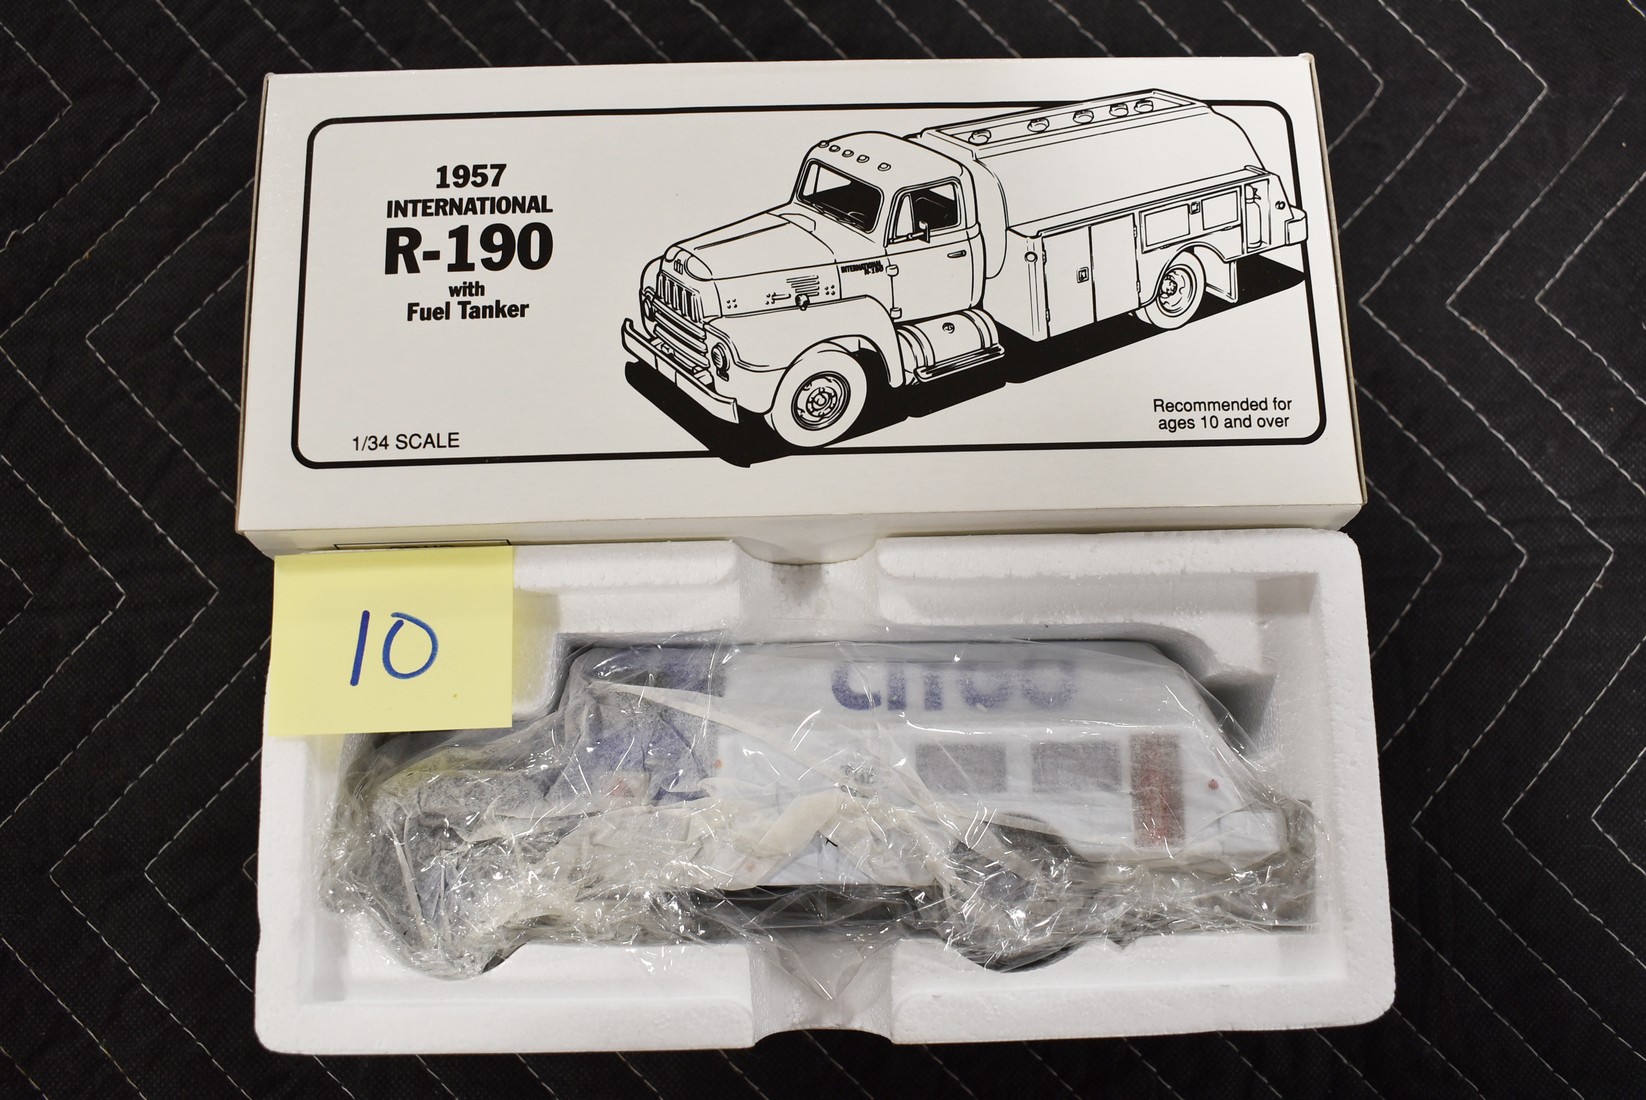 1957
INTERNATIONAL
R-190
with
Fuel Tanker
INTERNATIONAL
R-190
1/34 SCALE
Recommended for
ages 10 and over
10
CITGO